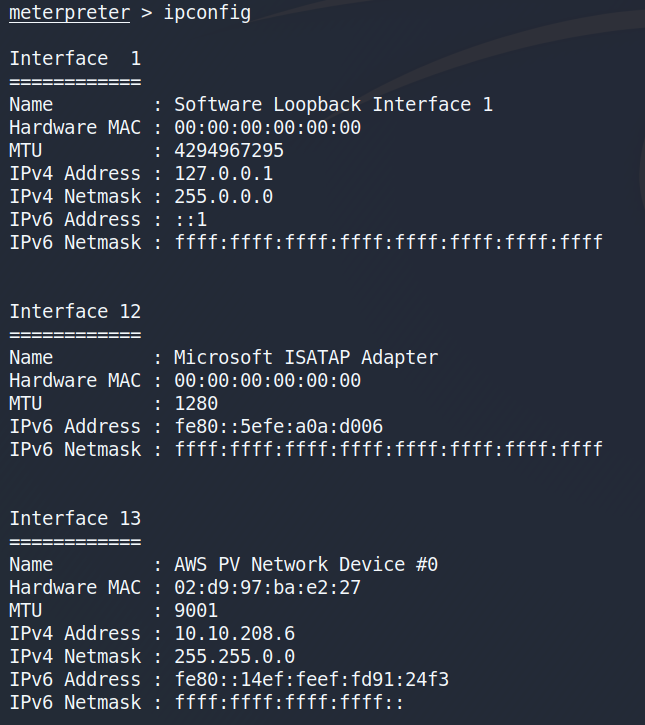 meterpreter > ipconfig
Interface  1
============
Name         : Software Loopback Interface 1
Hardware MAC : 00:00:00:00:00:00
MTU          : 4294967295
IPv4 Address : 127.0.0.1
IPv4 Netmask : 255.0.0.0
IPv6 Address : ::1
IPv6 Netmask : ffff:ffff:ffff:ffff:ffff:ffff:ffff:ffff
Interface 12
============
Name         : Microsoft ISATAP Adapter
Hardware MAC : 00:00:00:00:00:00
MTU          : 1280
IPv6 Address : fe80::5efe:a0a:d006
IPv6 Netmask : ffff:ffff:ffff:ffff:ffff:ffff:ffff:ffff
Interface 13
============
Name         : AWS PV Network Device #0
Hardware MAC : 02:d9:97:ba:e2:27
MTU          : 9001
IPv4 Address : 10.10.208.6
IPv4 Netmask : 255.255.0.0
IPv6 Address : fe80::14ef:feef:fd91:24f3
IPv6 Netmask : ffff:ffff:ffff:ffff::